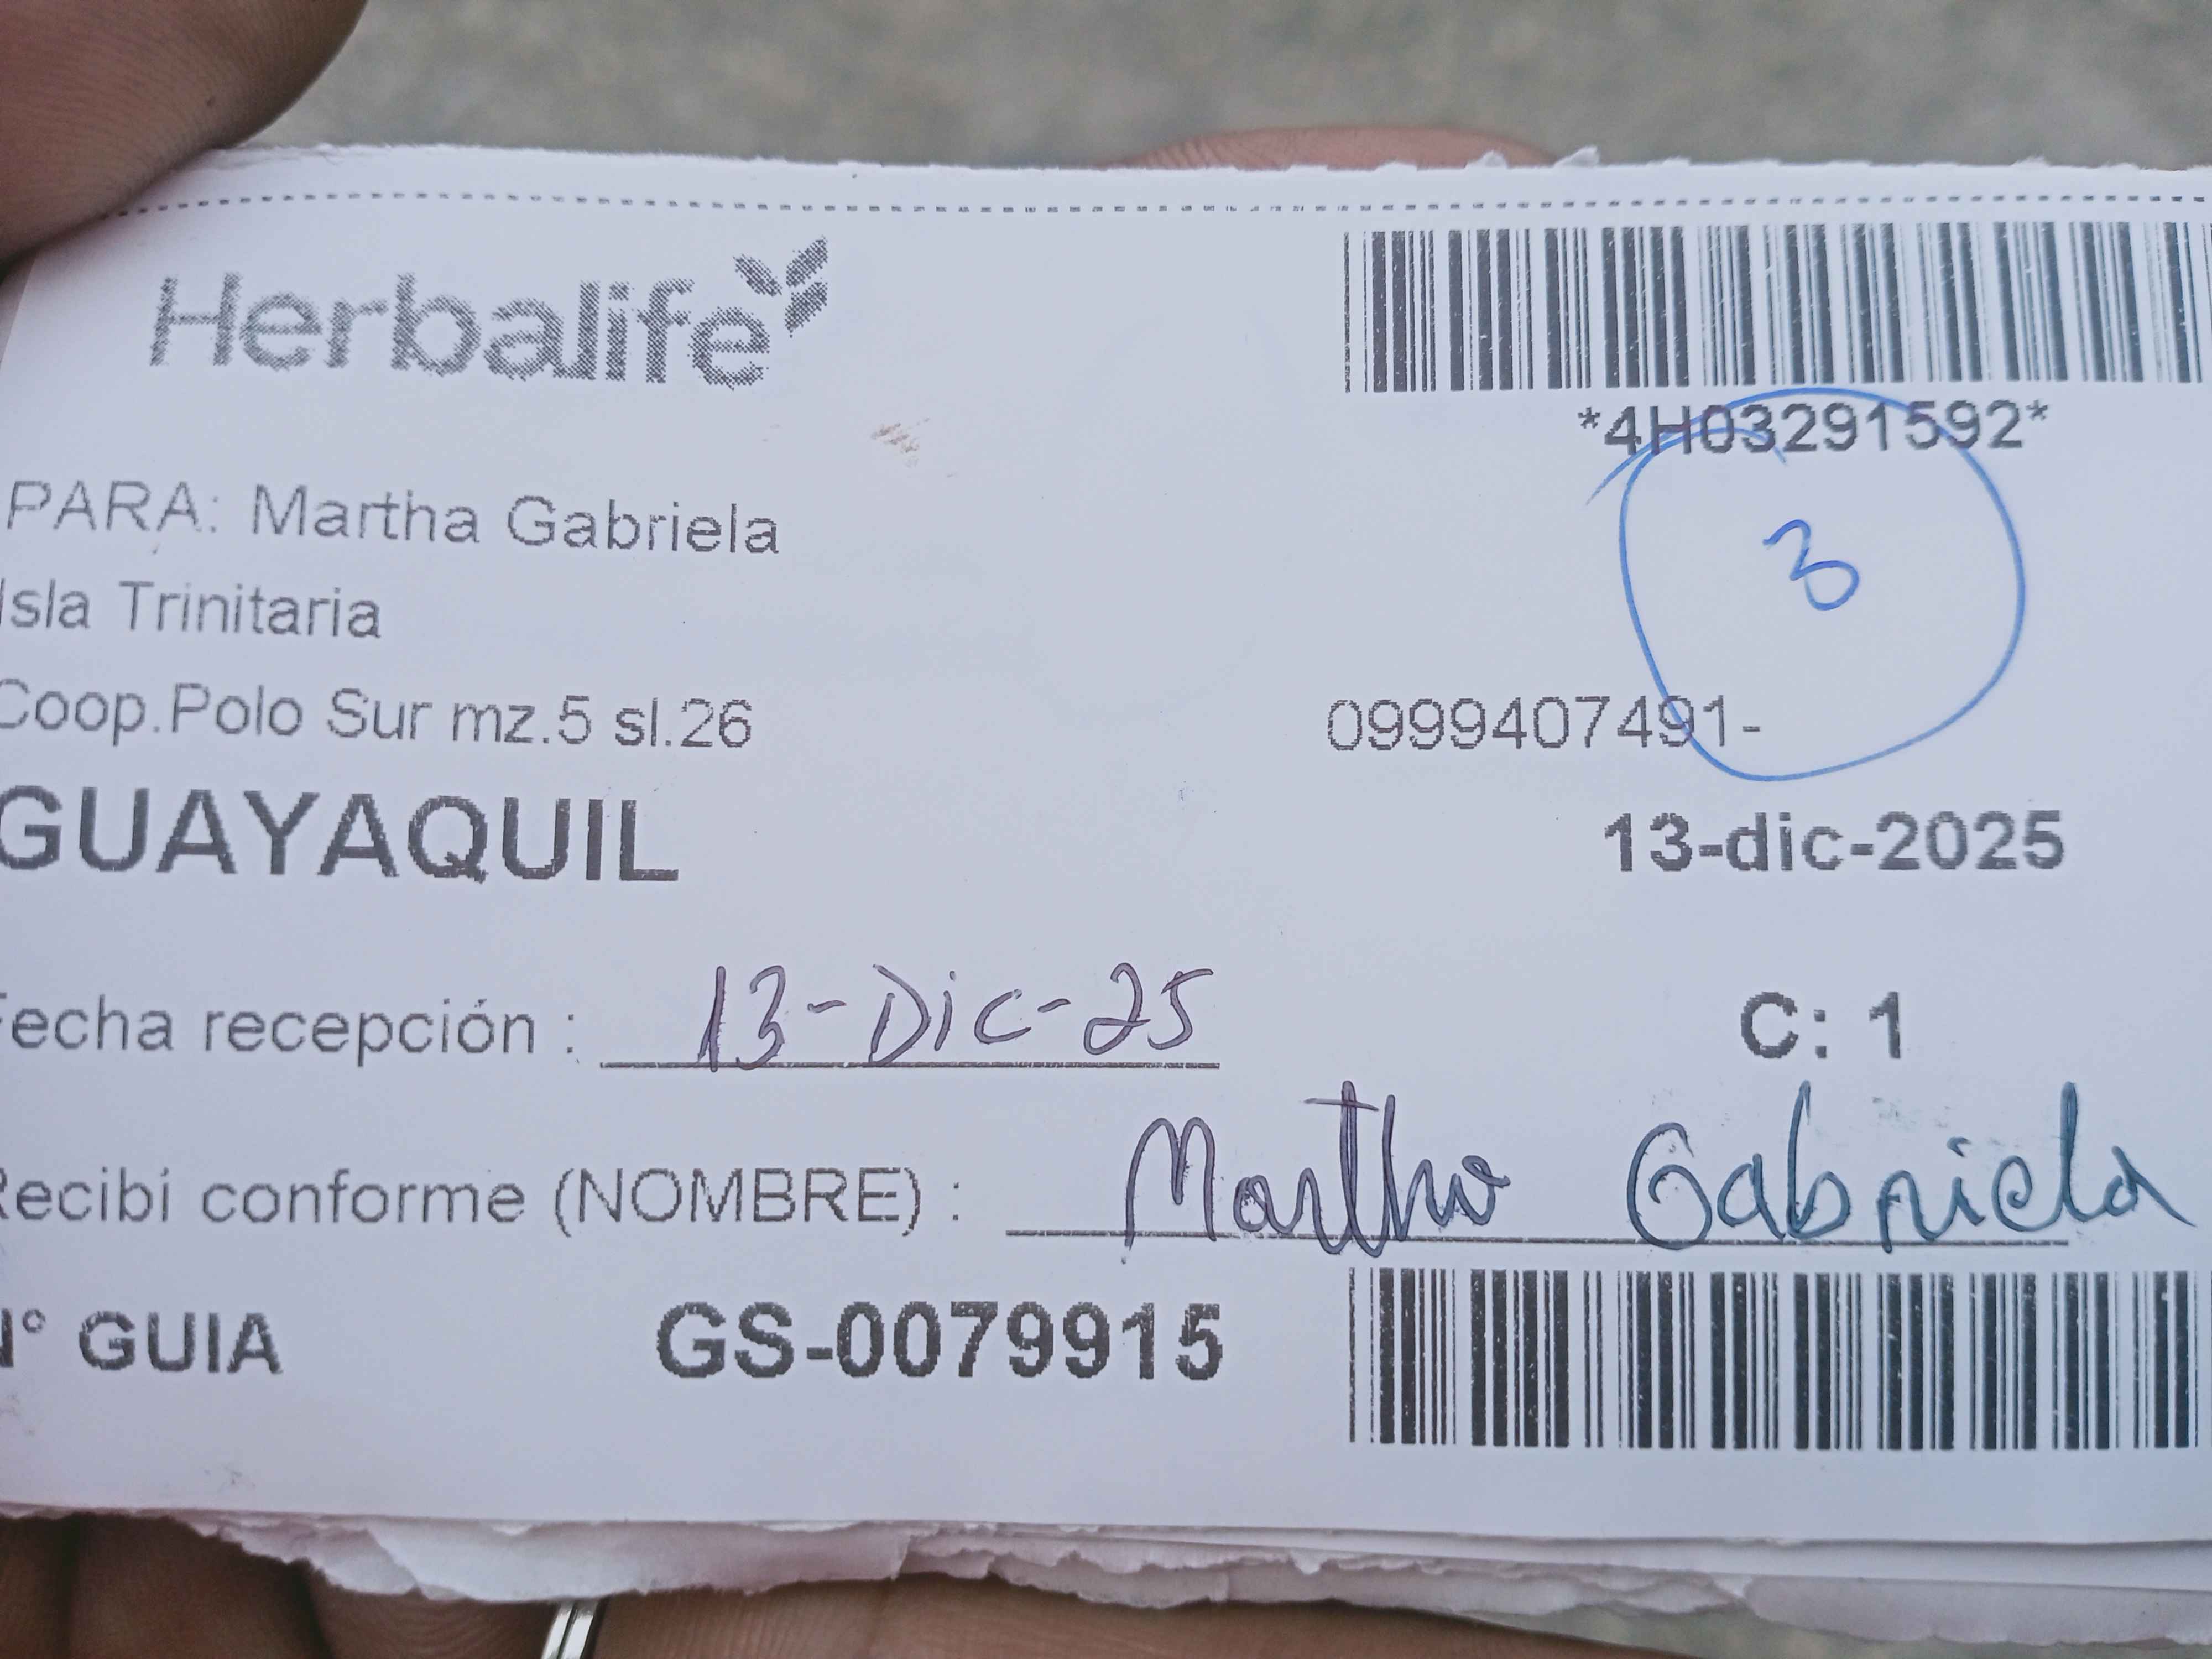 Herbalife
*4H03291592*
3
PARA: Martha Gabriela
Isla Trinitaria
Coop.Polo Sur mz.5 sl.26
0999407491-
GUAYAQUIL
13-dic-2025
Fecha recepción : 13-Dic-25
C: 1
Recibí conforme (NOMBRE) : Martha Gabriela
N° GUIA GS-0079915